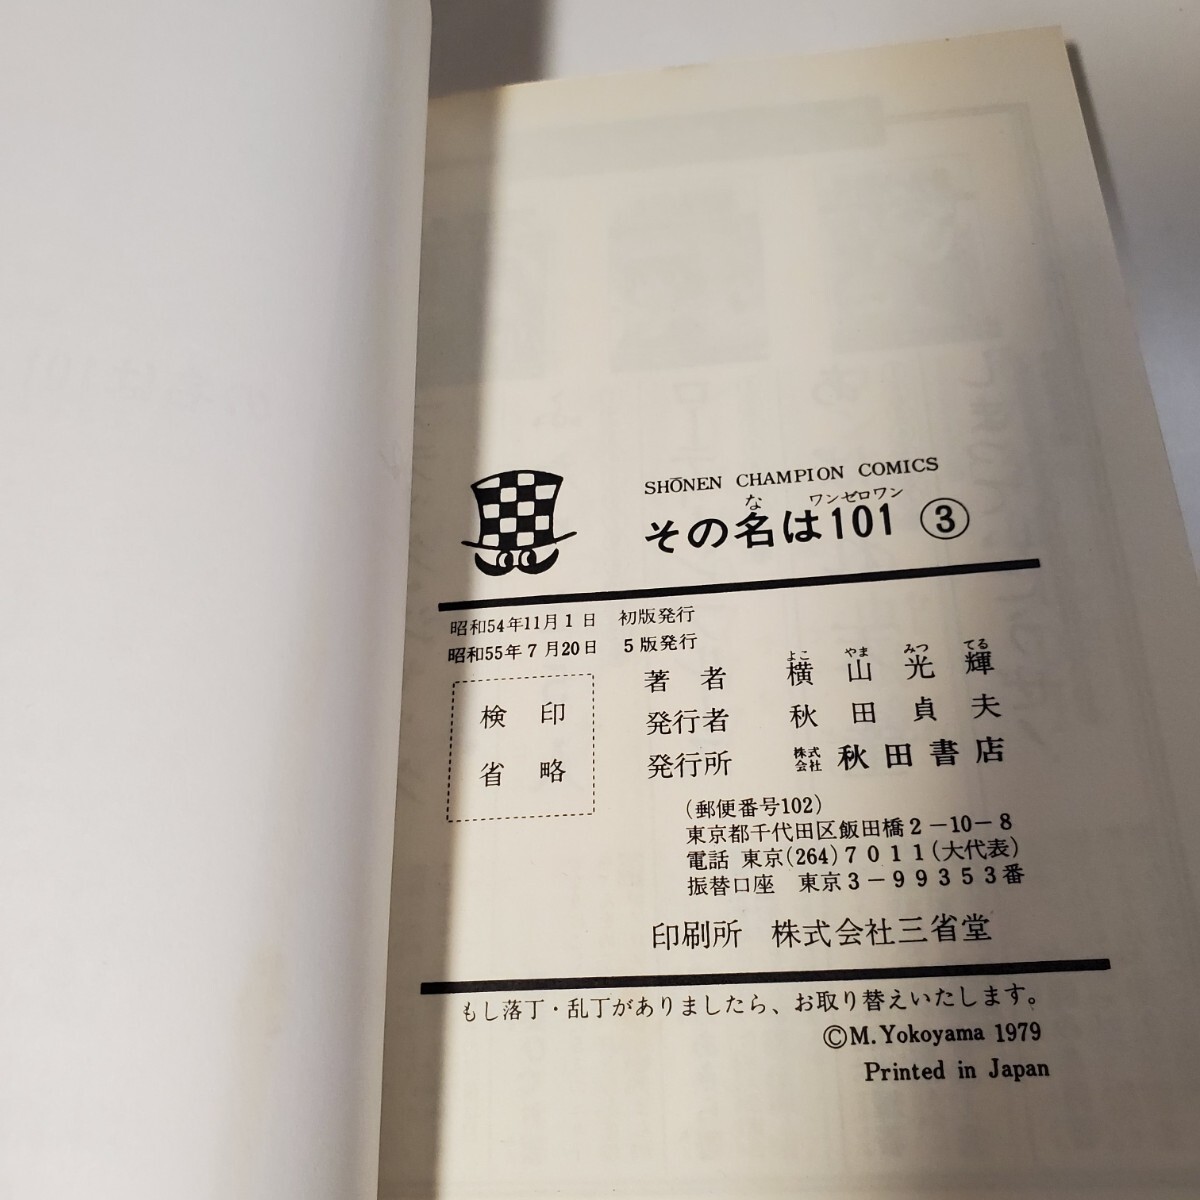 SHŌNEN CHAMPION COMICS
な ワンゼロワン
その名は101 ③
昭和54年11月1日 初版発行
昭和55年7月20日 5版発行
よこ やま みつ てる
著者 横山光輝
発行者 秋田貞夫
発行所 株式会社 秋田書店
検印
省略
(郵便番号102)
東京都千代田区飯田橋2-10-8
電話 東京(264)7011(大代表)
振替口座 東京3-99353番
印刷所 株式会社三省堂
もし落丁・乱丁がありましたら、お取り替えいたします。
©M.Yokoyama 1979
Printed in Japan